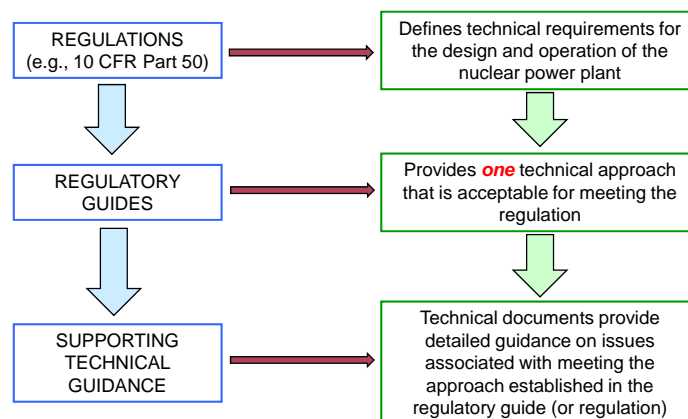 REGULATIONS
(e.g., 10 CFR Part 50)
Defines technical requirements for
the design and operation of the
nuclear power plant
REGULATORY
GUIDES
Provides one technical approach
that is acceptable for meeting the
regulation
SUPPORTING
TECHNICAL
GUIDANCE
Technical documents provide
detailed guidance on issues
associated with meeting the
approach established in the
regulatory guide (or regulation)